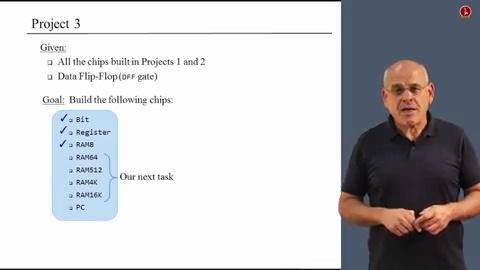 Project 3
Given:
All the chips built in Projects 1 and 2
Data Flip-Flop (DFF gate)
Goal: Build the following chips:
Bit
Register
RAM8
RAM64
RAM512
RAM4K
RAM16K
PC
Our next task